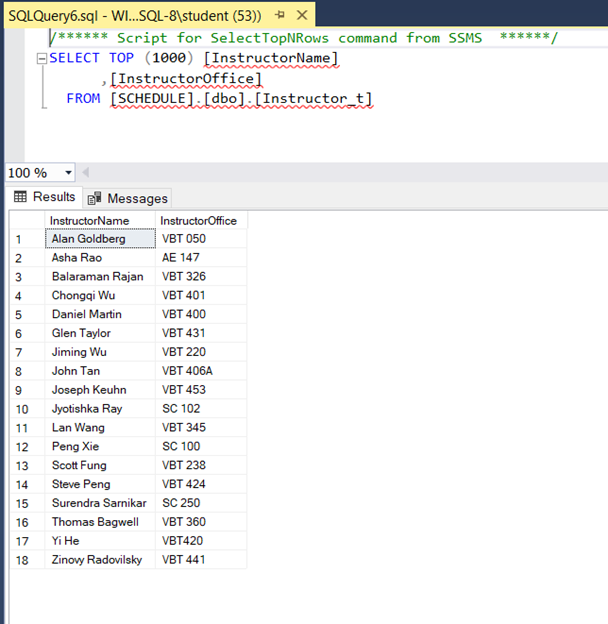 SQLQuery6.sql - WI...SQL-8\student (53))
/****** Script for SelectTopNRows command from SSMS  ******/
SELECT TOP (1000) [InstructorName]
,[InstructorOffice]
FROM [SCHEDULE].[dbo].[Instructor_t]
100 %
Results Messages
InstructorName InstructorOffice
1 Alan Goldberg VBT 050
2 Asha Rao AE 147
3 Balaraman Rajan VBT 326
4 Chongqi Wu VBT 401
5 Daniel Martin VBT 400
6 Glen Taylor VBT 431
7 Jiming Wu VBT 220
8 John Tan VBT 406A
9 Joseph Keuhn VBT 453
10 Jyotishka Ray SC 102
11 Lan Wang VBT 345
12 Peng Xie SC 100
13 Scott Fung VBT 238
14 Steve Peng VBT 424
15 Surendra Sarnikar SC 250
16 Thomas Bagwell VBT 360
17 Yi He VBT420
18 Zinovy Radovilsky VBT 441